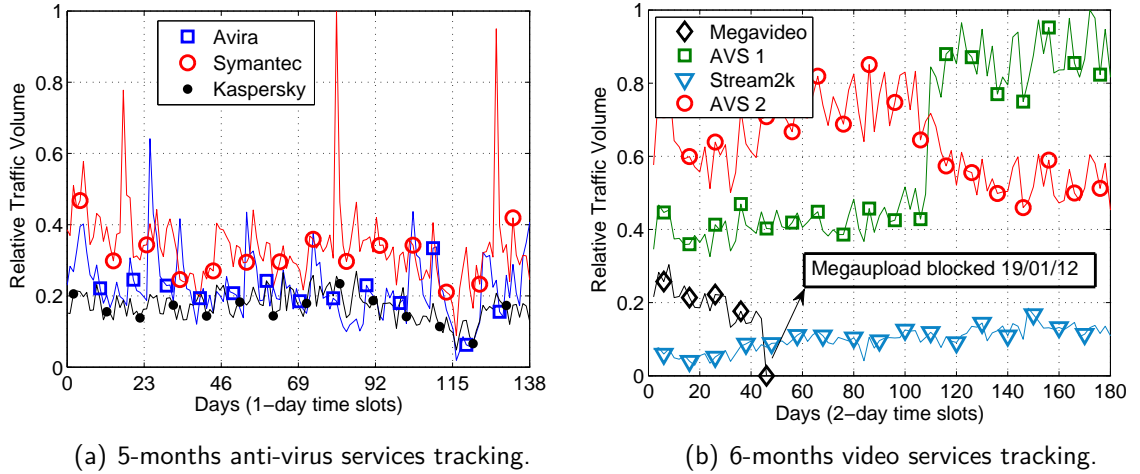 Avira
Symantec
Kaspersky
1
0.8
0.6
0.4
0.2
0
Relative Traffic Volume
0 23 46 69 92 115 138
Days (1−day time slots)
(a) 5-months anti-virus services tracking.
Megavideo
AVS 1
Stream2k
AVS 2
1
0.8
0.6
0.4
0.2
0
Relative Traffic Volume
Megaupload blocked 19/01/12
0 20 40 60 80 100 120 140 160 180
Days (2−day time slots)
(b) 6-months video services tracking.